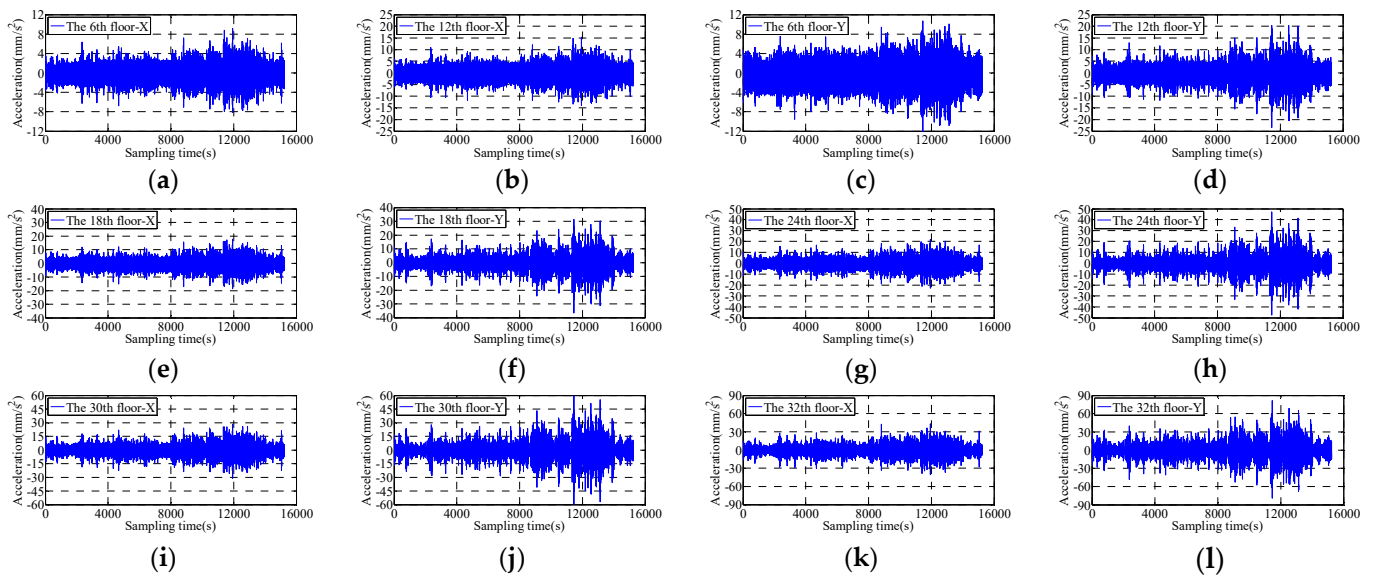 Acceleration(mm/s²)
12
8
4
0
-4
-8
-12
The 6th floor-X
0 4000 8000 12000 16000
Sampling time(s)
(a)
Acceleration(mm/s²)
25
20
15
10
5
0
-5
-10
-15
-20
-25
The 12th floor-X
0 4000 8000 12000 16000
Sampling time(s)
(b)
Acceleration(mm/s²)
12
8
4
0
-4
-8
-12
The 6th floor-Y
0 4000 8000 12000 16000
Sampling time(s)
(c)
Acceleration(mm/s²)
25
20
15
10
5
0
-5
-10
-15
-20
-25
The 12th floor-Y
0 4000 8000 12000 16000
Sampling time(s)
(d)
Acceleration(mm/s²)
40
30
20
10
0
-10
-20
-30
-40
The 18th floor-X
0 4000 8000 12000 16000
Sampling time(s)
(e)
Acceleration(mm/s²)
40
30
20
10
0
-10
-20
-30
-40
The 18th floor-Y
0 4000 8000 12000 16000
Sampling time(s)
(f)
Acceleration(mm/s²)
50
40
30
20
10
0
-10
-20
-30
-40
-50
The 24th floor-X
0 4000 8000 12000 16000
Sampling time(s)
(g)
Acceleration(mm/s²)
50
40
30
20
10
0
-10
-20
-30
-40
-50
The 24th floor-Y
0 4000 8000 12000 16000
Sampling time(s)
(h)
Acceleration(mm/s²)
60
45
30
15
0
-15
-30
-45
-60
The 30th floor-X
0 4000 8000 12000 16000
Sampling time(s)
(i)
Acceleration(mm/s²)
60
45
30
15
0
-15
-30
-45
-60
The 30th floor-Y
0 4000 8000 12000 16000
Sampling time(s)
(j)
Acceleration(mm/s²)
90
60
30
0
-30
-60
-90
The 32th floor-X
0 4000 8000 12000 16000
Sampling time(s)
(k)
Acceleration(mm/s²)
90
60
30
0
-30
-60
-90
The 32th floor-Y
0 4000 8000 12000 16000
Sampling time(s)
(l)